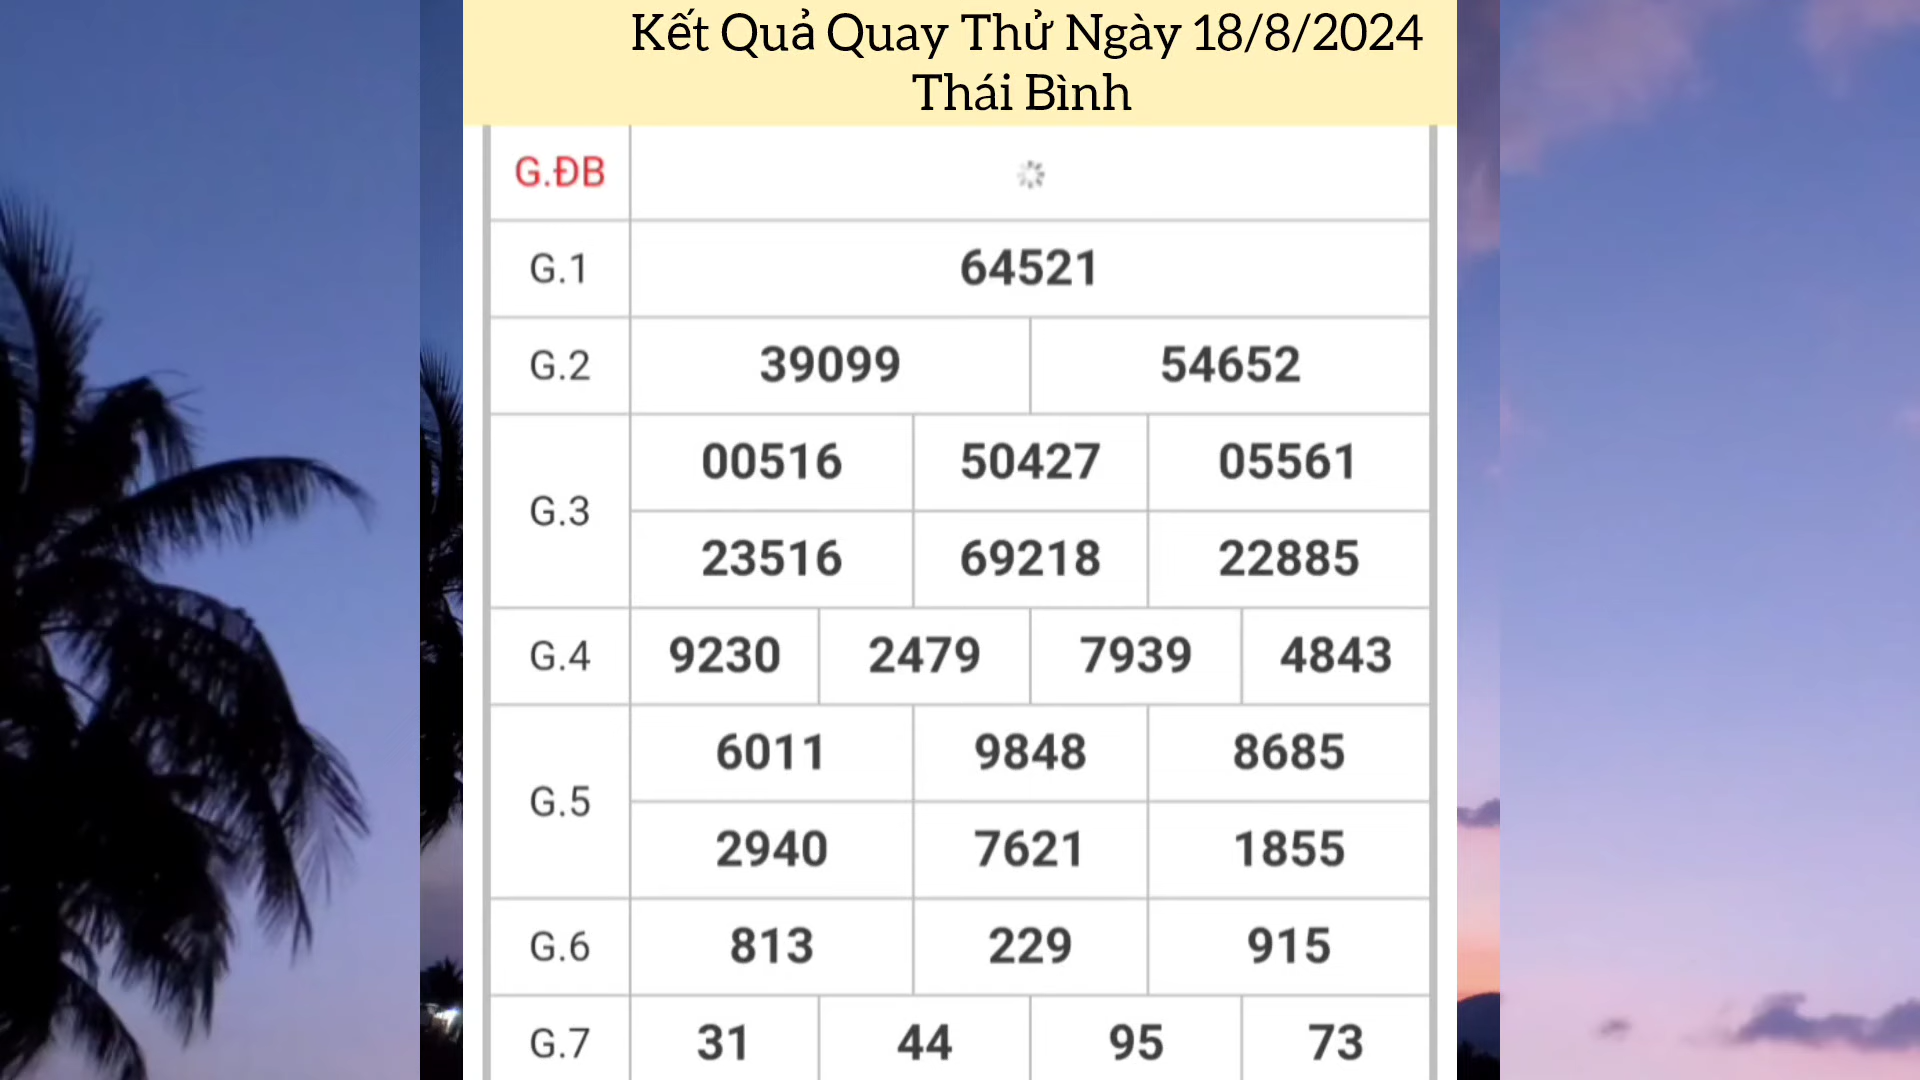 Kết Quả Quay Thử Ngày 18/8/2024
Thái Bình
G.ĐB
G.1 64521
G.2 39099 54652
G.3
00516 50427 05561
23516 69218 22885
G.4 9230 2479 7939 4843
G.5
6011 9848 8685
2940 7621 1855
G.6 813 229 915
G.7 31 44 95 73